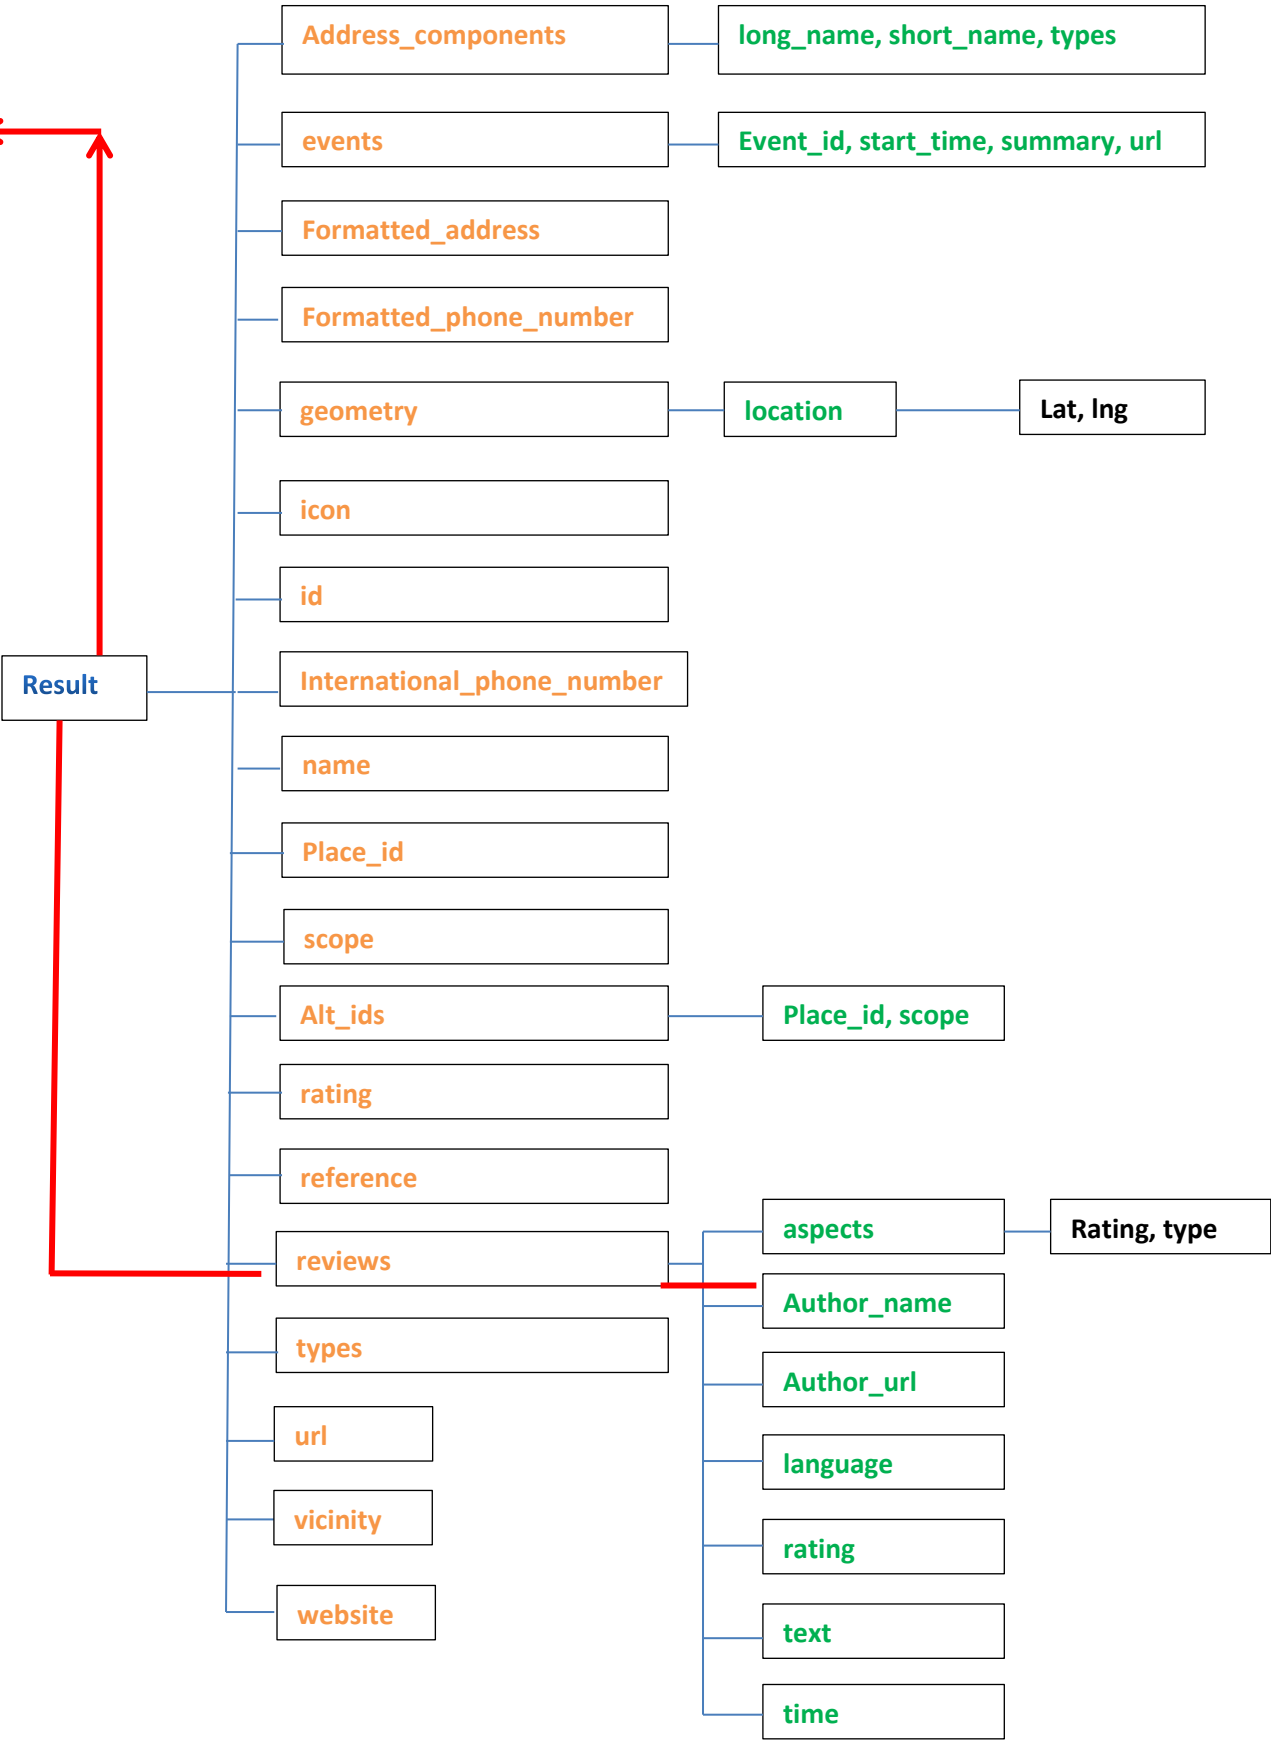 Address_components
long_name, short_name, types
events
Event_id, start_time, summary, url
Formatted_address
Formatted_phone_number
geometry
location
Lat, lng
icon
id
Result
International_phone_number
name
Place_id
scope
Alt_ids
Place_id, scope
rating
reference
reviews
aspects
Rating, type
Author_name
types
Author_url
url
language
vicinity
rating
website
text
time